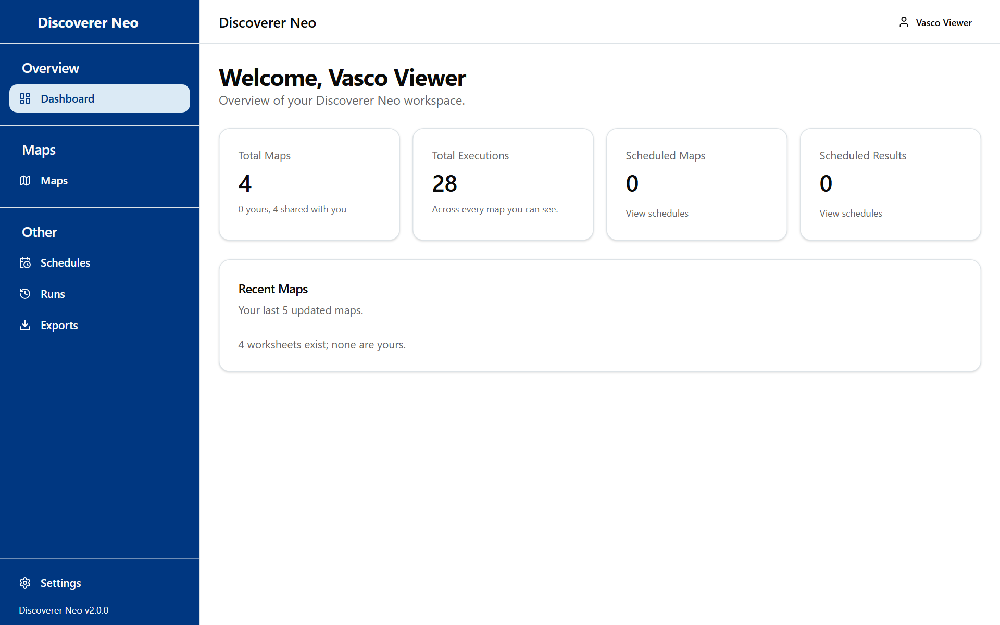 Discoverer Neo
Overview
Dashboard
Maps
Maps
Other
Schedules
Runs
Exports
Settings
Discoverer Neo v2.0.0
Discoverer Neo
Vasco Viewer
Welcome, Vasco Viewer
Overview of your Discoverer Neo workspace.
Total Maps
4
0 yours, 4 shared with you
Total Executions
28
Across every map you can see.
Scheduled Maps
0
View schedules
Scheduled Results
0
View schedules
Recent Maps
Your last 5 updated maps.
4 worksheets exist; none are yours.